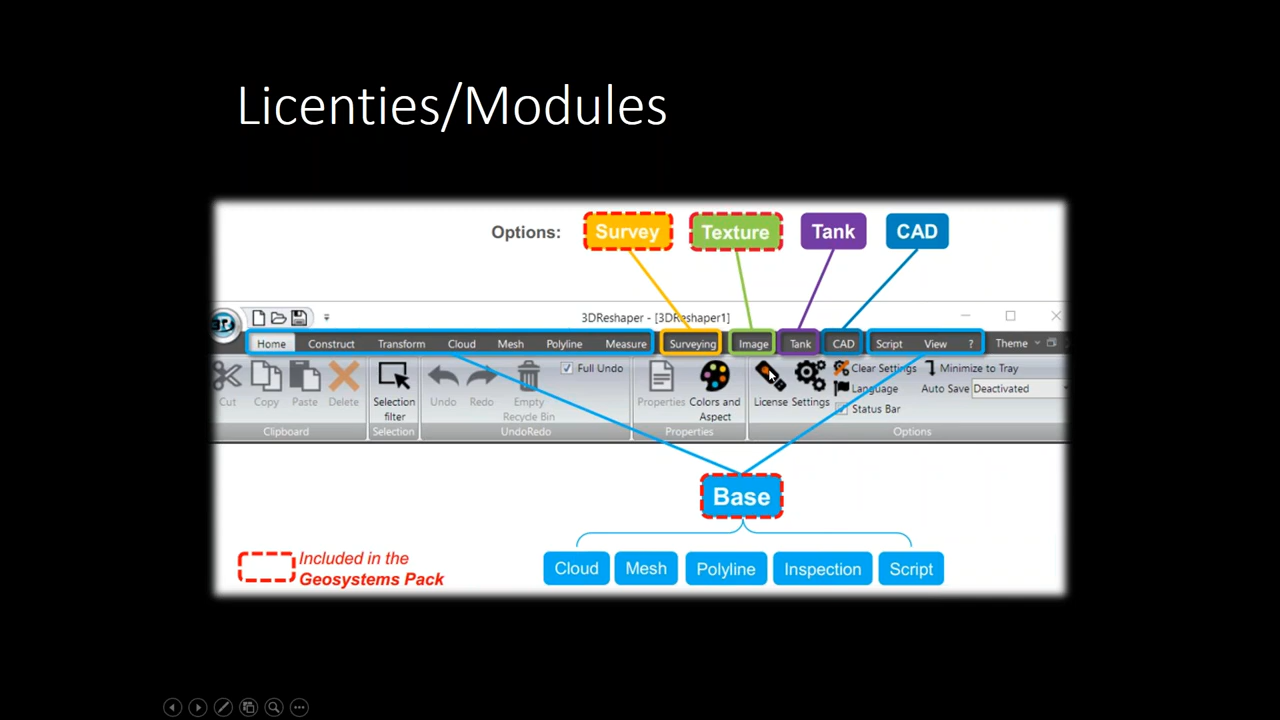 Licenties/Modules
Options: Survey Texture Tank CAD
3DReshaper - [3DReshaper1]
Home Construct Transform Cloud Mesh Polyline Measure Surveying Image Tank CAD Script View ? Theme
Cut Copy Paste Delete
Clipboard
Selection
filter
Selection
Undo Redo Empty
Recycle Bin
Full Undo
UndoRedo
Properties Colors and
Aspect
Properties
License Settings
Clear Settings
Language
Status Bar
Minimize to Tray
Auto Save Deactivated
Options
Base
Cloud Mesh Polyline Inspection Script
Included in the
Geosystems Pack